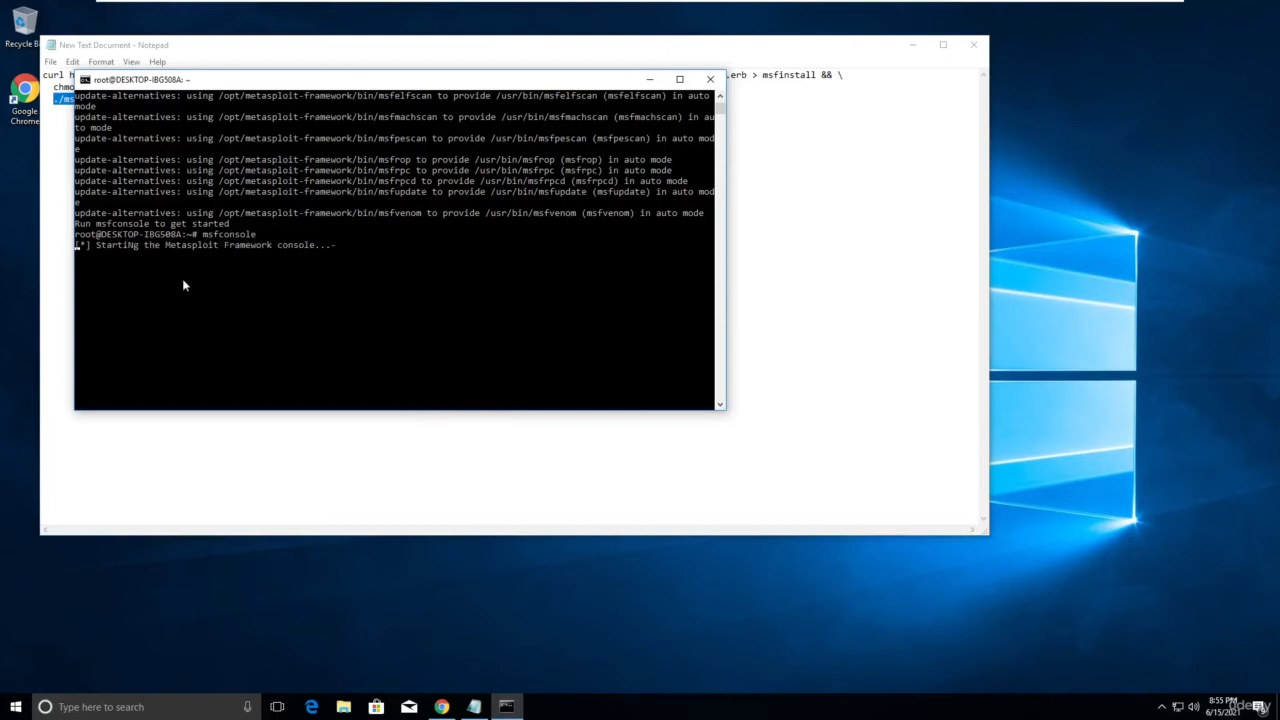 Recycle B
Google
Chrome
New Text Document - Notepad
File Edit Format View Help
curl h
.erb > msfinstall && \
chmo
./ms
root@DESKTOP-IBG508A: ~
update-alternatives: using /opt/metasploit-framework/bin/msfelfscan to provide /usr/bin/msfelfscan (msfelfscan) in auto
mode
update-alternatives: using /opt/metasploit-framework/bin/msfmachscan to provide /usr/bin/msfmachscan (msfmachscan) in au
to mode
update-alternatives: using /opt/metasploit-framework/bin/msfpescan to provide /usr/bin/msfpescan (msfpescan) in auto mod
e
update-alternatives: using /opt/metasploit-framework/bin/msfrop to provide /usr/bin/msfrop (msfrop) in auto mode
update-alternatives: using /opt/metasploit-framework/bin/msfrpc to provide /usr/bin/msfrpc (msfrpc) in auto mode
update-alternatives: using /opt/metasploit-framework/bin/msfrpcd to provide /usr/bin/msfrpcd (msfrpcd) in auto mode
update-alternatives: using /opt/metasploit-framework/bin/msfupdate to provide /usr/bin/msfupdate (msfupdate) in auto mod
e
update-alternatives: using /opt/metasploit-framework/bin/msfvenom to provide /usr/bin/msfvenom (msfvenom) in auto mode
Run msfconsole to get started
root@DESKTOP-IBG508A:~# msfconsole
[*] StartiNg the Metasploit Framework console...-
Type here to search
8:55 PM
6/15/2021